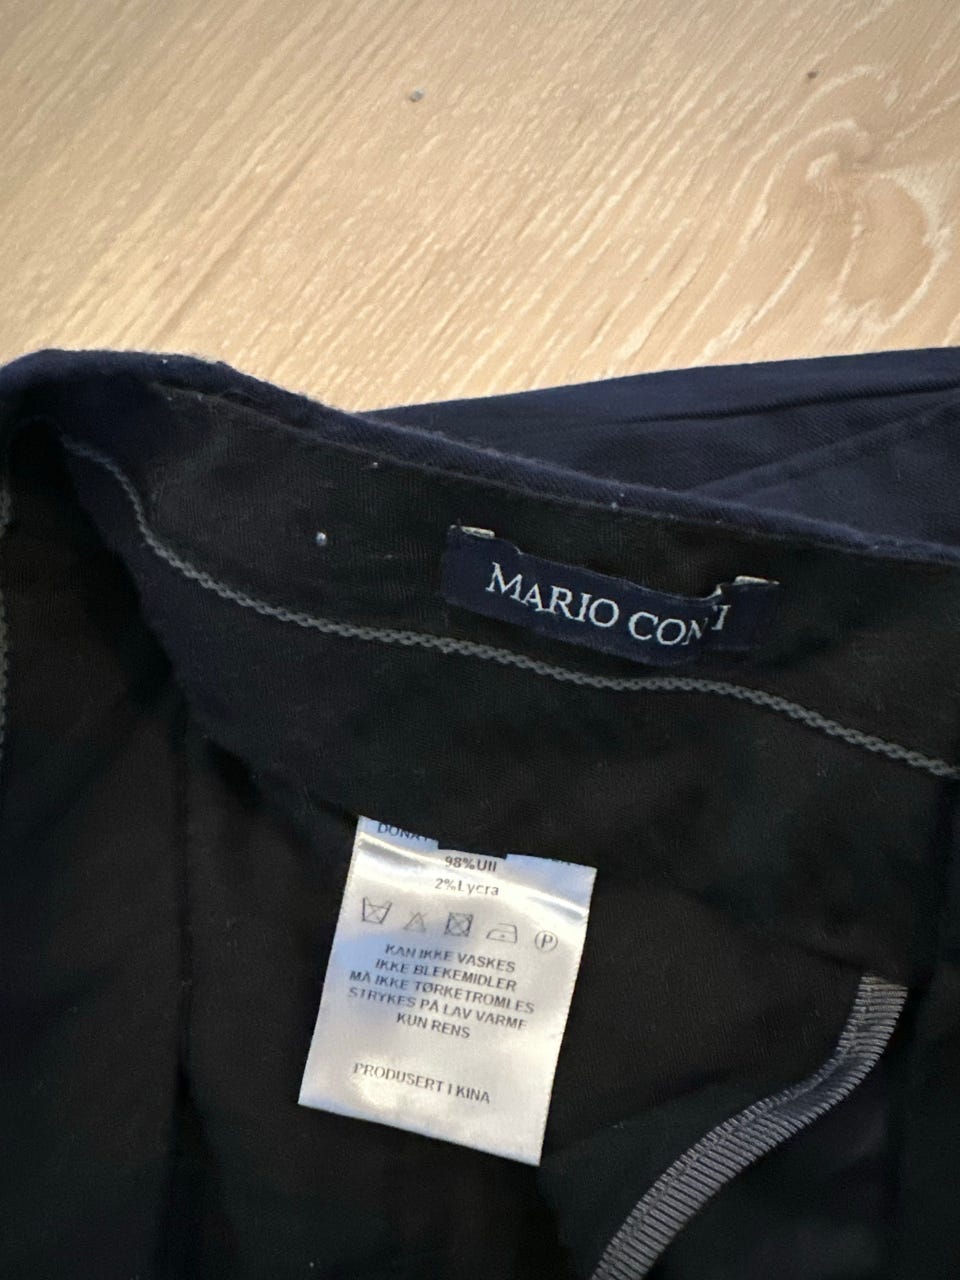 MARIO CONTI
98%Ull
2%Lycra
P
KAN IKKE VASKES
IKKE BLEKEMIDLER
MÅ IKKE TØRKETROMLES
STRYKES PÅ LAV VARME
KUN RENS
PRODUSERT I KINA